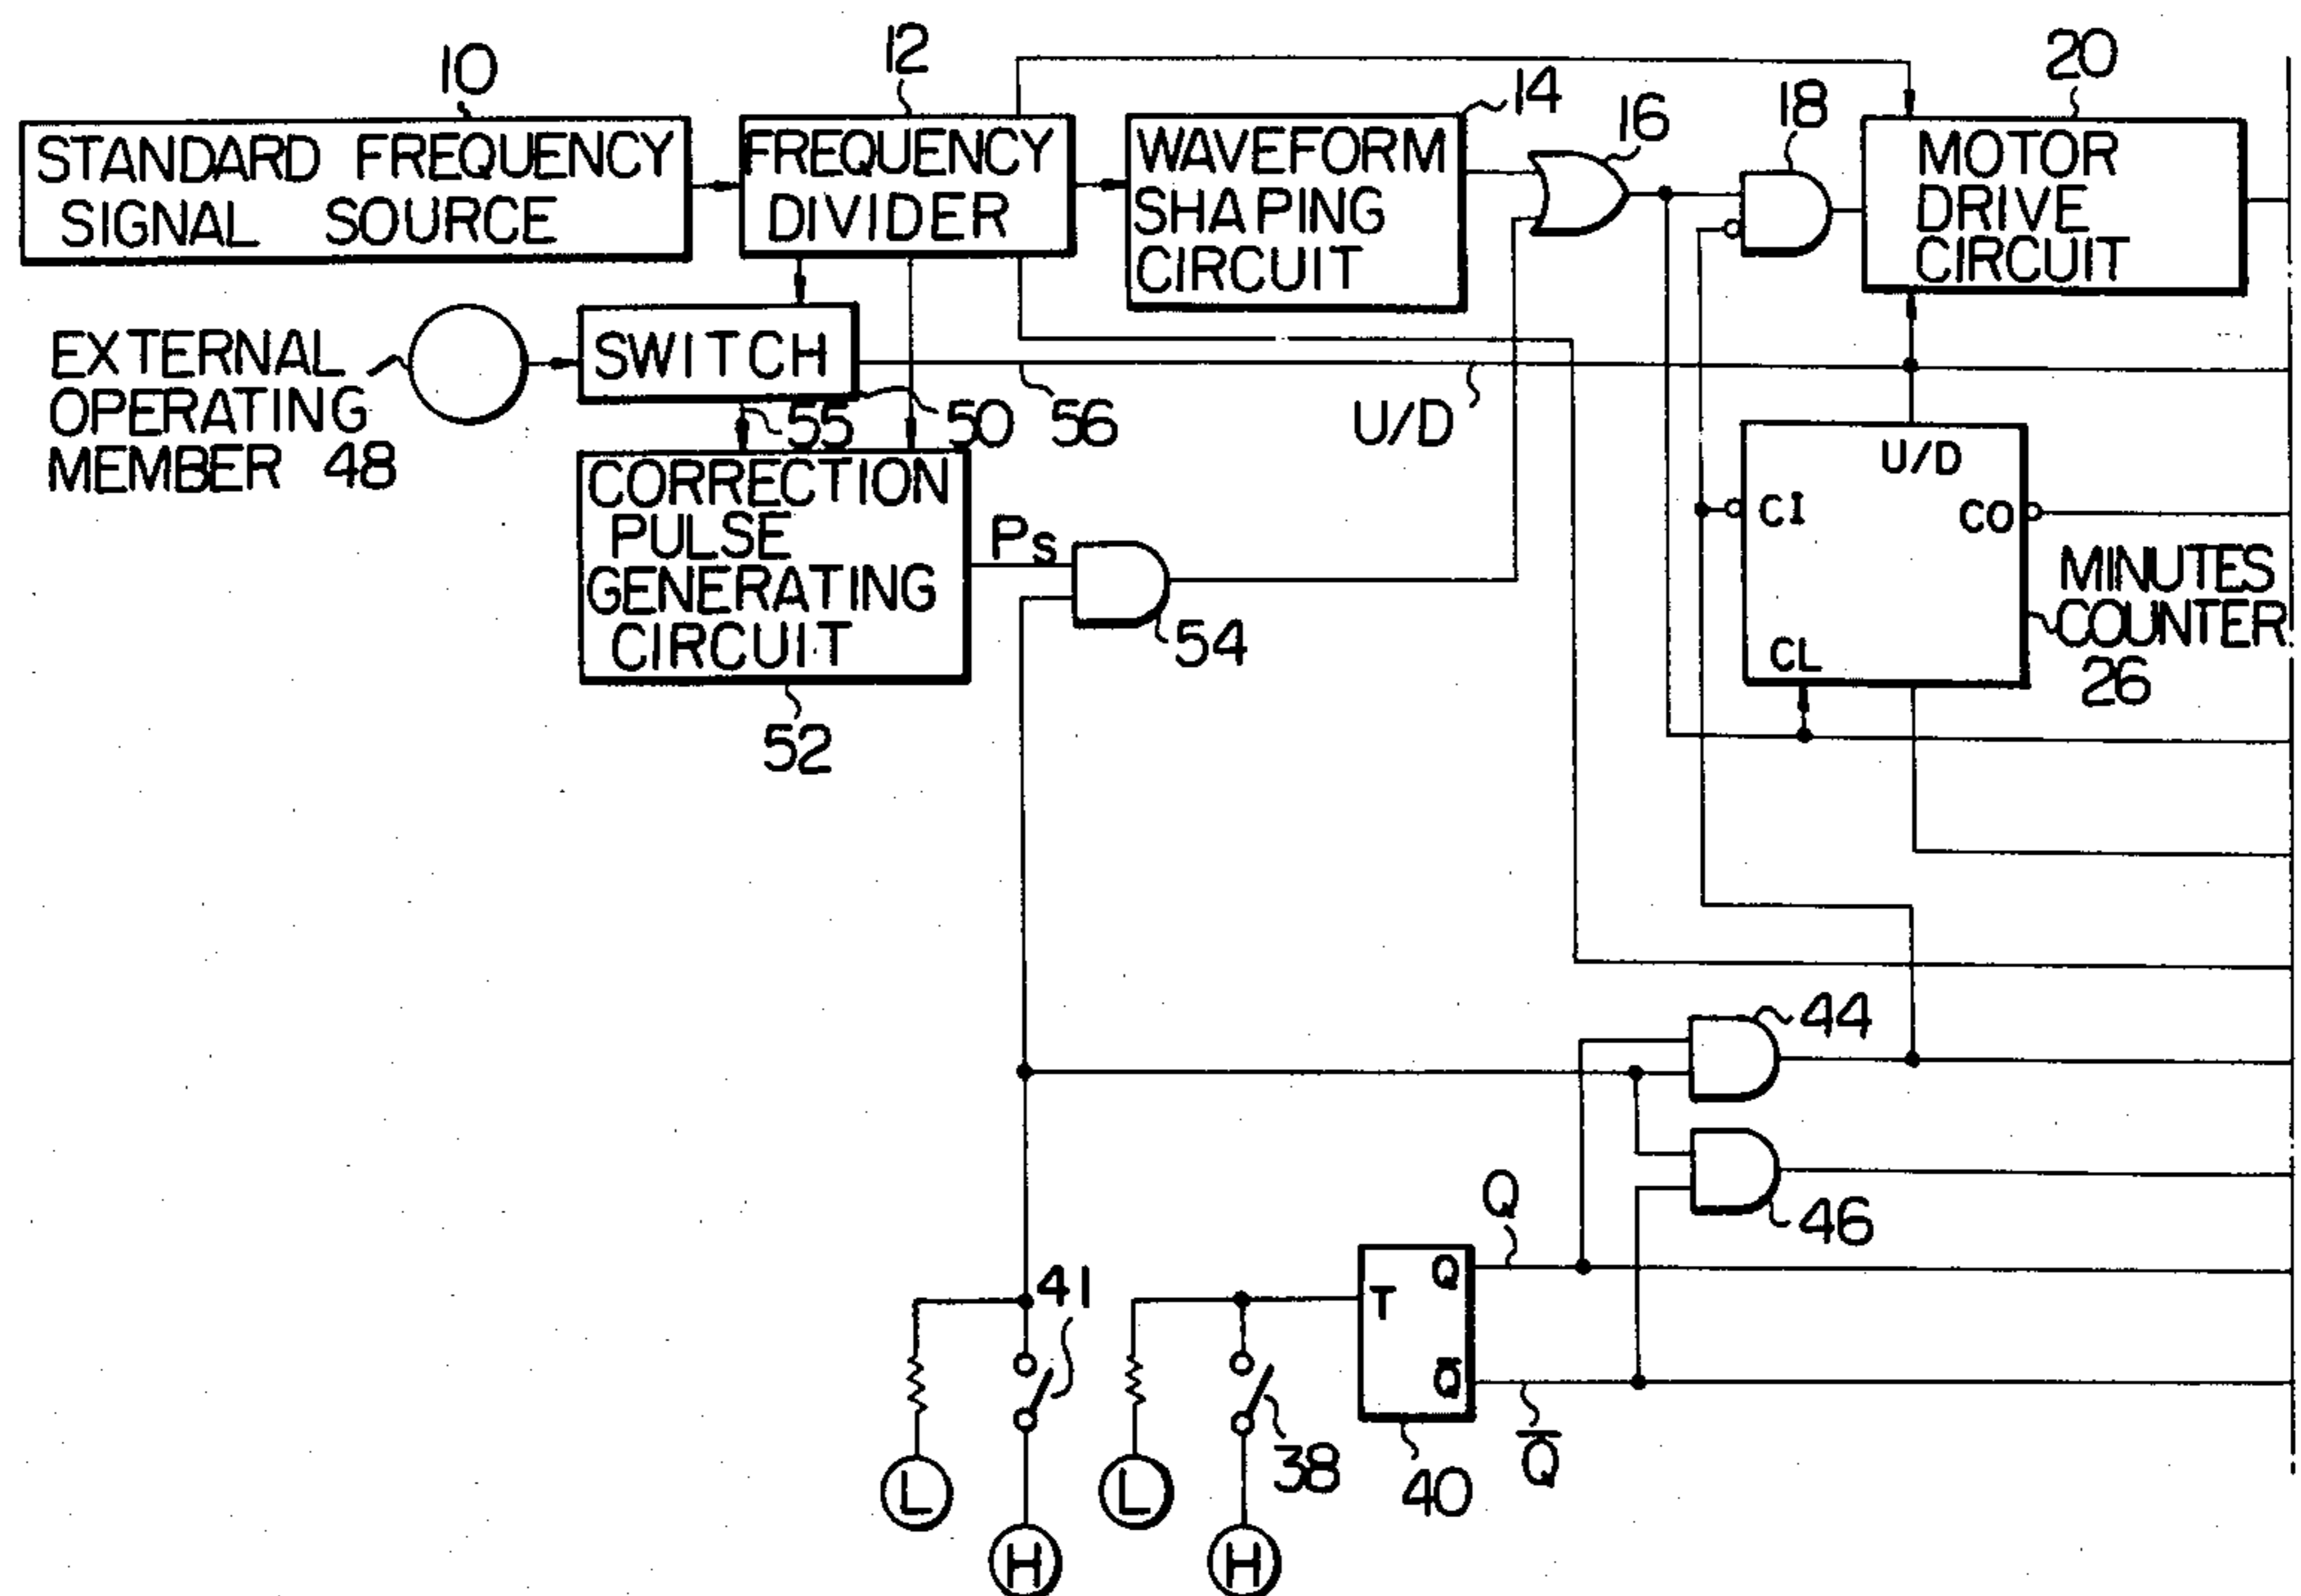 10
12
14
16
18
20
STANDARD FREQUENCY
SIGNAL SOURCE
FREQUENCY
DIVIDER
WAVEFORM
SHAPING
CIRCUIT
MOTOR
DRIVE
CIRCUIT
EXTERNAL
OPERATING
MEMBER 48
SWITCH
55
50
56
U/D
CORRECTION
PULSE
GENERATING
CIRCUIT
52
Ps
54
U/D
CI
CO
CL
MINUTES
COUNTER
26
44
46
Q
41
T
Q
Q̅
38
40
Q̅
L
H
L
H